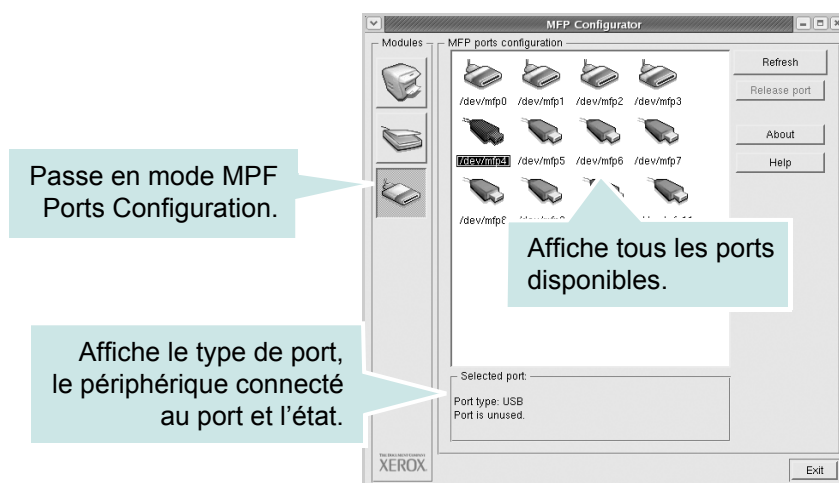 MFP Configurator
Modules
MFP ports configuration
Refresh
Release port
About
Help
/dev/mfp0 /dev/mfp1 /dev/mfp2 /dev/mfp3
/dev/mfp4 /dev/mfp5 /dev/mfp6 /dev/mfp7
Passe en mode MPF
Ports Configuration.
Affiche tous les ports
disponibles.
Affiche le type de port,
le périphérique connecté
au port et l’état.
Selected port:
Port type: USB
Port is unused.
THE DOCUMENT COMPANY
XEROX
Exit